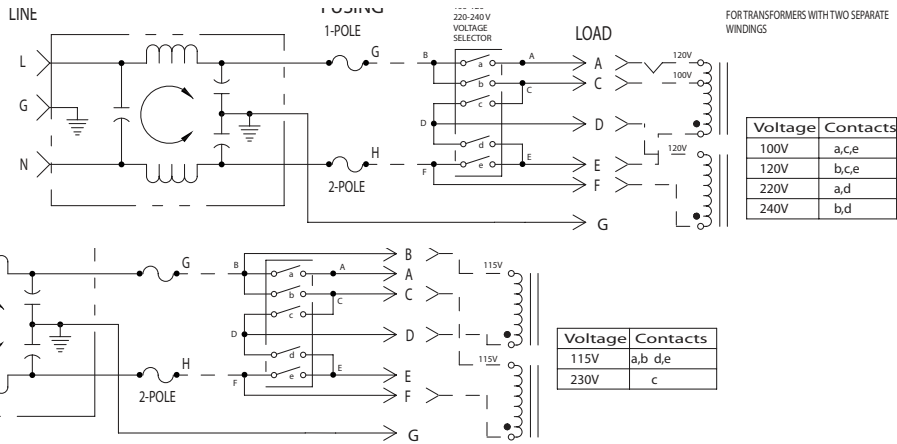 LINE
FUSING
1-POLE
G
220-240 V
VOLTAGE
SELECTOR
LOAD
FOR TRANSFORMERS WITH TWO SEPARATE
WINDINGS
L
B
a
A
A
120V
b
C
C
100V
G
c
D
D
N
H
d
120V
F
e
E
E
2-POLE
F
G
Voltage Contacts
100V a,c,e
120V b,c,e
220V a,d
240V b,d
G
B
B
a
A
A
115V
b
C
C
c
D
D
H
d
115V
F
e
E
E
2-POLE
F
G
Voltage Contacts
115V a,b d,e
230V c